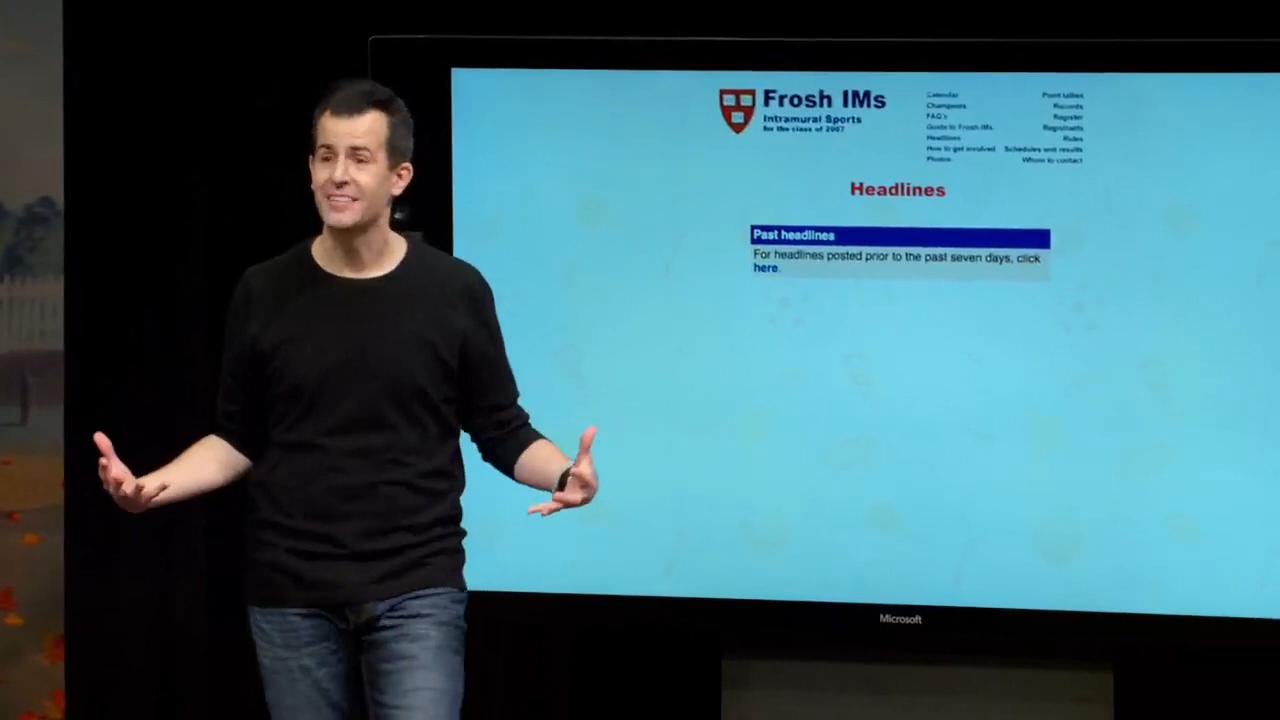 Frosh IMs
Intramural Sports
for the class of 2007
Calendar
Champions
FAQ's
Guide to Frosh IMs
Headlines
How to get involved
Photos
Point tallies
Records
Register
Registrants
Rules
Schedules and results
Whom to contact
Headlines
Past headlines
For headlines posted prior to the past seven days, click
here.
Microsoft